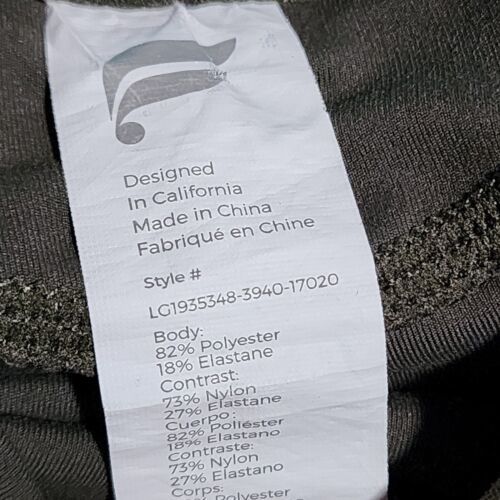 Designed
In California
Made in China
Fabriqué en Chine
Style #
LG1935348-3940-17020
Body:
82% Polyester
18% Elastane
Contrast:
73% Nylon
27% Elastane
Cuerpo:
82% Poliéster
18% Elastano
Contraste:
73% Nylon
27% Elastano
Corps:
Polyester